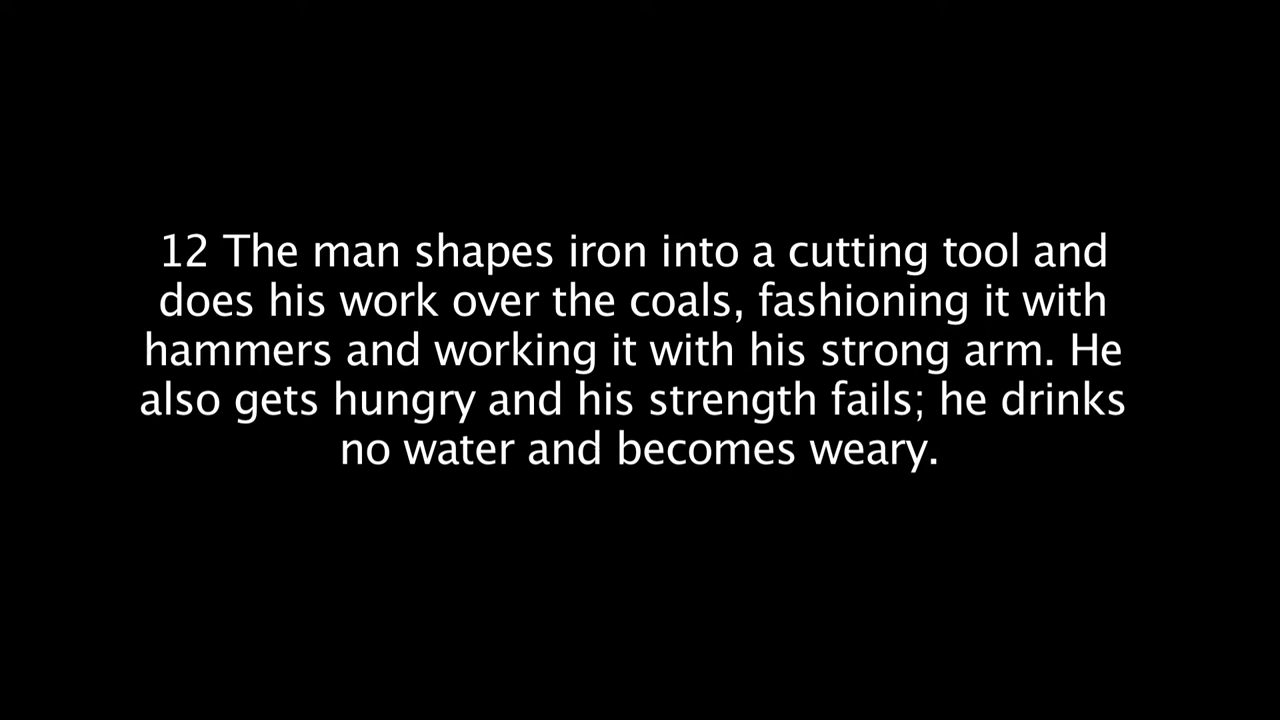 12 The man shapes iron into a cutting tool and
does his work over the coals, fashioning it with
hammers and working it with his strong arm. He
also gets hungry and his strength fails; he drinks
no water and becomes weary.